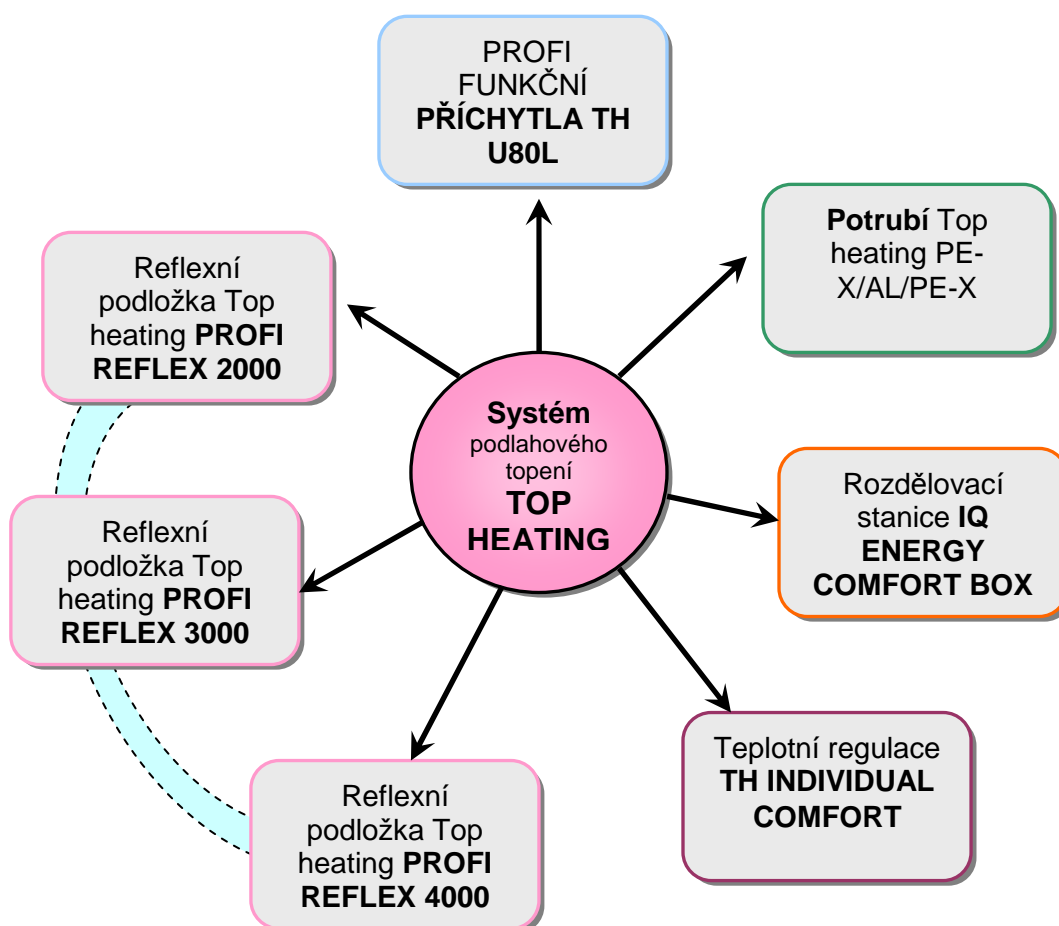 PROFI
FUNKČNÍ
PŘÍCHYTLA TH
U80L
Potrubí Top
heating PE-
X/AL/PE-X
Reflexní
podložka Top
heating PROFI
REFLEX 2000
Systém
podlahového
topení
TOP
HEATING
Rozdělovací
stanice IQ
ENERGY
COMFORT BOX
Reflexní
podložka Top
heating PROFI
REFLEX 3000
Teplotní regulace
TH INDIVIDUAL
COMFORT
Reflexní
podložka Top
heating PROFI
REFLEX 4000